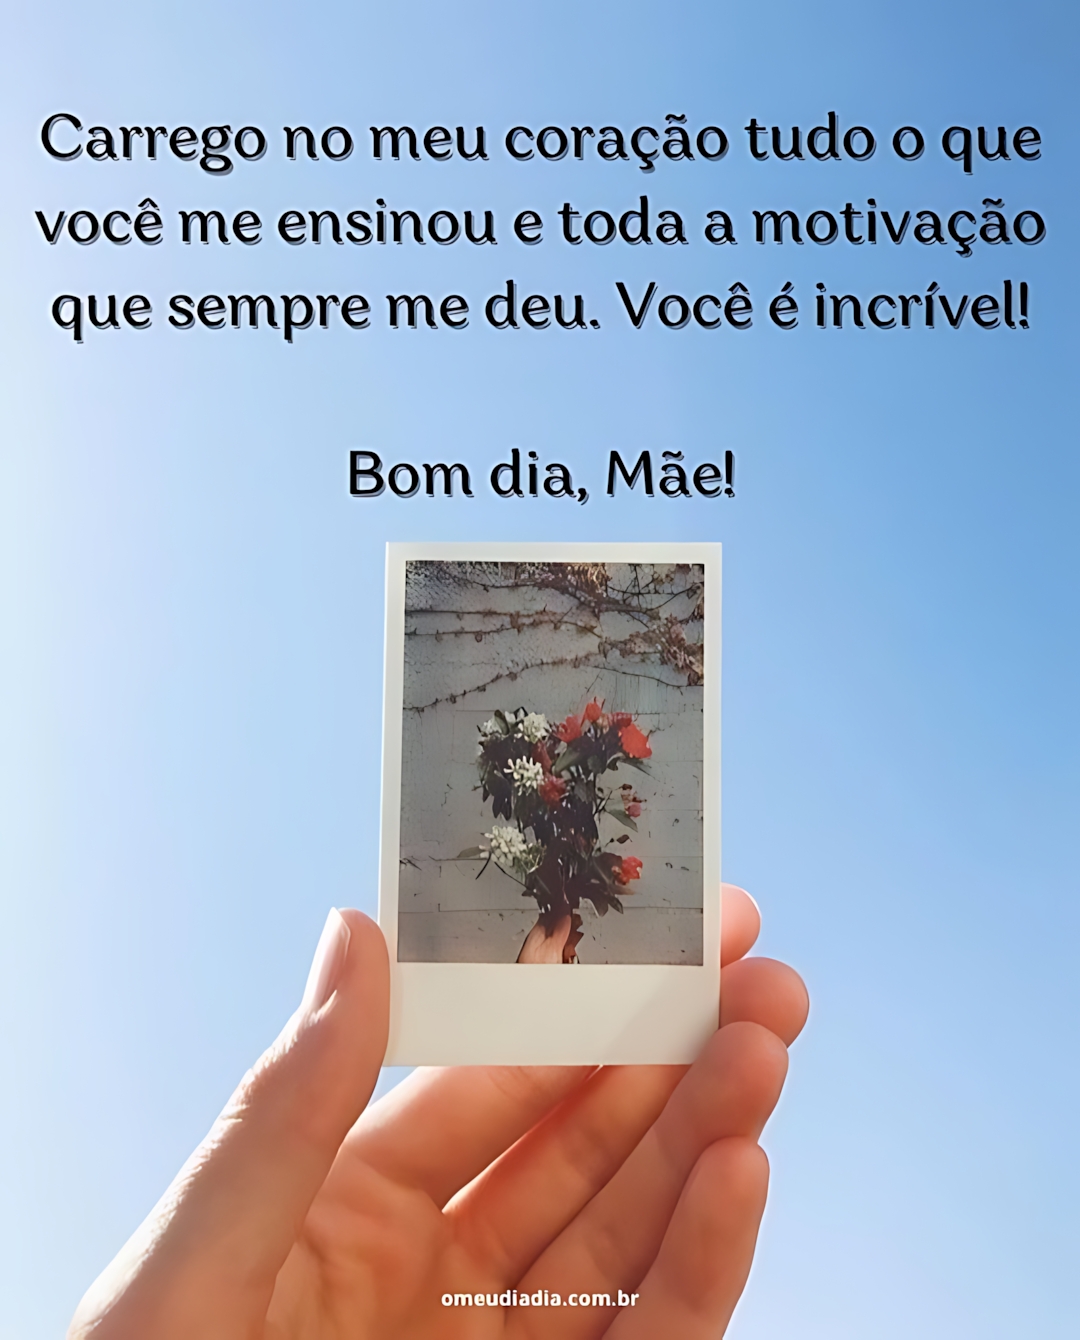 Carrego no meu coração tudo o que
você me ensinou e toda a motivação
que sempre me deu. Você é incrível!
Bom dia, Mãe!
omeudiadia.com.br